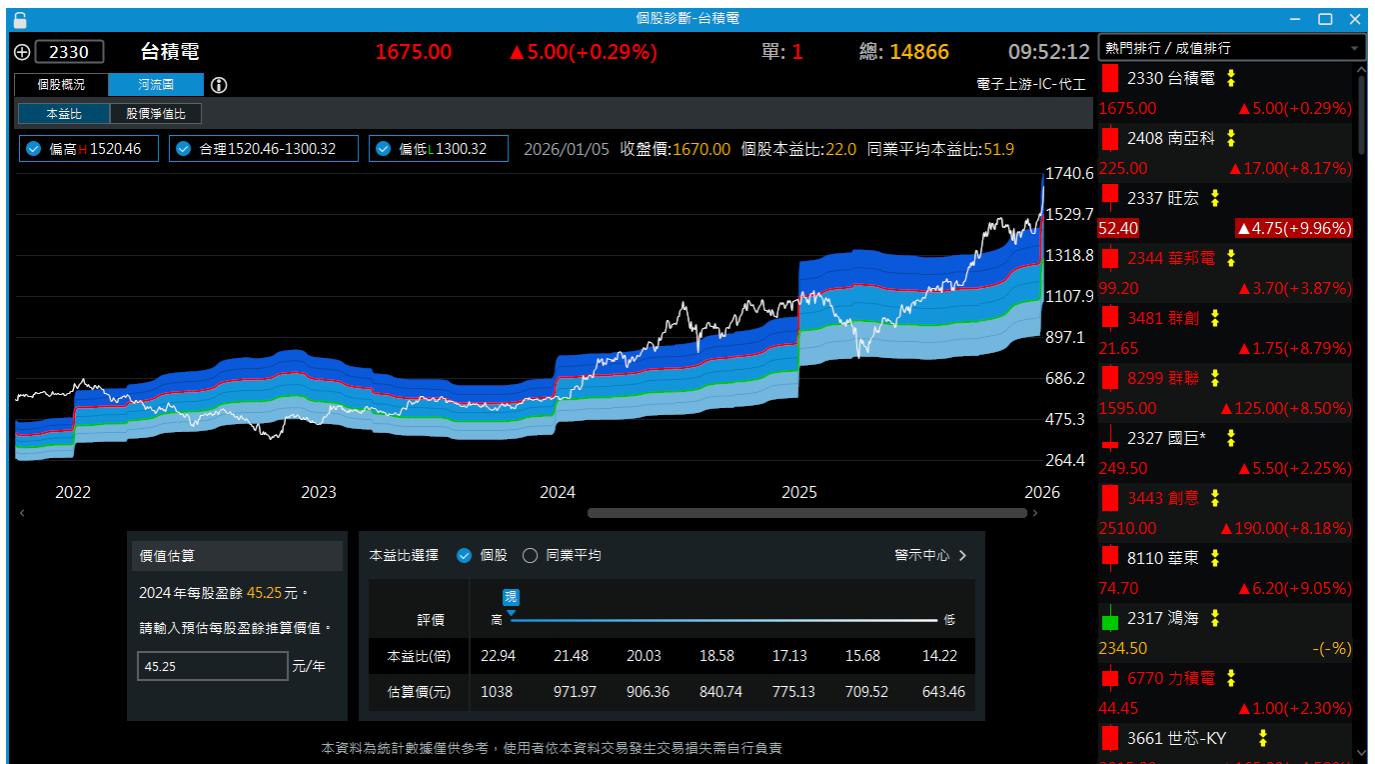 個股診斷-台積電
2330 台積電 1675.00 ▲5.00(+0.29%) 單: 1 總: 14866 09:52:12
個股概況 河流圖 電子上游-IC-代工
本益比 股價淨值比
偏高H1520.46 合理1520.46-1300.32 偏低L1300.32 2026/01/05 收盤價:1670.00 個股本益比:22.0 同業平均本益比:51.9
1740.6
1529.7
1318.8
1107.9
897.1
686.2
475.3
264.4
2022 2023 2024 2025 2026
價值估算
2024年每股盈餘 45.25元。
請輸入預估每股盈餘推算價值。
45.25 元/年
本益比選擇 個股 同業平均 警示中心
現
評價 高 低
本益比(倍) 22.94 21.48 20.03 18.58 17.13 15.68 14.22
估算價(元) 1038 971.97 906.36 840.74 775.13 709.52 643.46
本資料為統計數據僅供參考，使用者依本資料交易發生交易損失需自行負責
熱門排行 / 成值排行
2330 台積電
1675.00 ▲5.00(+0.29%)
2408 南亞科
225.00 ▲17.00(+8.17%)
2337 旺宏
52.40 ▲4.75(+9.96%)
2344 華邦電
99.20 ▲3.70(+3.87%)
3481 群創
21.65 ▲1.75(+8.79%)
8299 群聯
1595.00 ▲125.00(+8.50%)
2327 國巨*
249.50 ▲5.50(+2.25%)
3443 創意
2510.00 ▲190.00(+8.18%)
8110 華東
74.70 ▲6.20(+9.05%)
2317 鴻海
234.50 -(-%)
6770 力積電
44.45 ▲1.00(+2.30%)
3661 世芯-KY